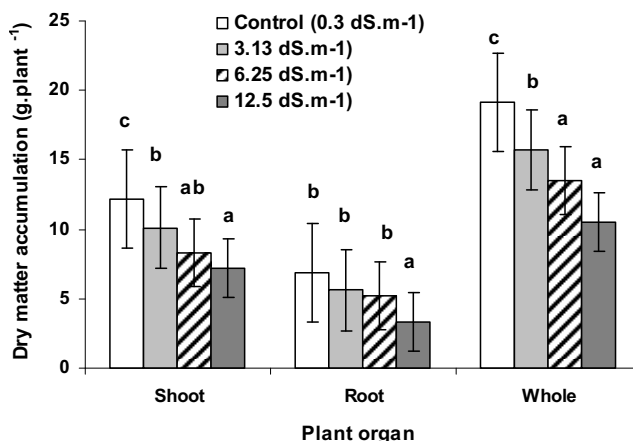 Dry matter accumulation (g.plant -1)
25
20
15
10
5
0
Control (0.3 dS.m-1)
3.13 dS.m-1)
6.25 dS.m-1)
12.5 dS.m-1)
c
b
ab
a
b
b
b
a
c
b
a
a
Shoot
Root
Whole
Plant organ